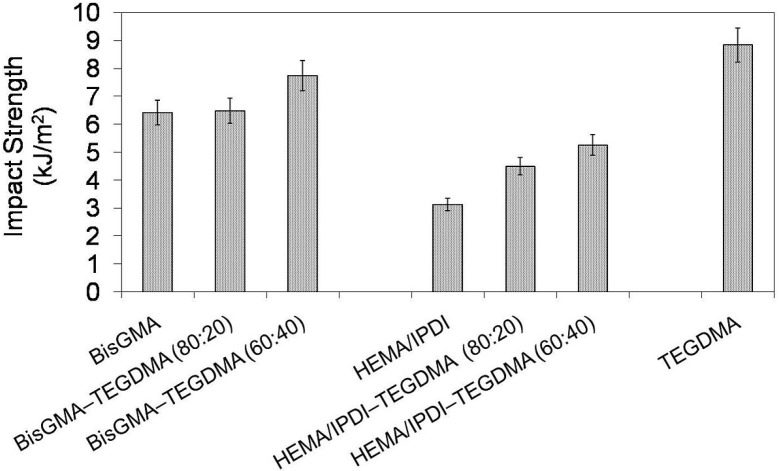 Impact Strength
(kJ/m²)
10
9
8
7
6
5
4
3
2
1
0
BisGMA
BisGMA–TEGDMA (80:20)
BisGMA–TEGDMA (60:40)
HEMA/IPDI
HEMA/IPDI–TEGDMA (80:20)
HEMA/IPDI–TEGDMA (60:40)
TEGDMA